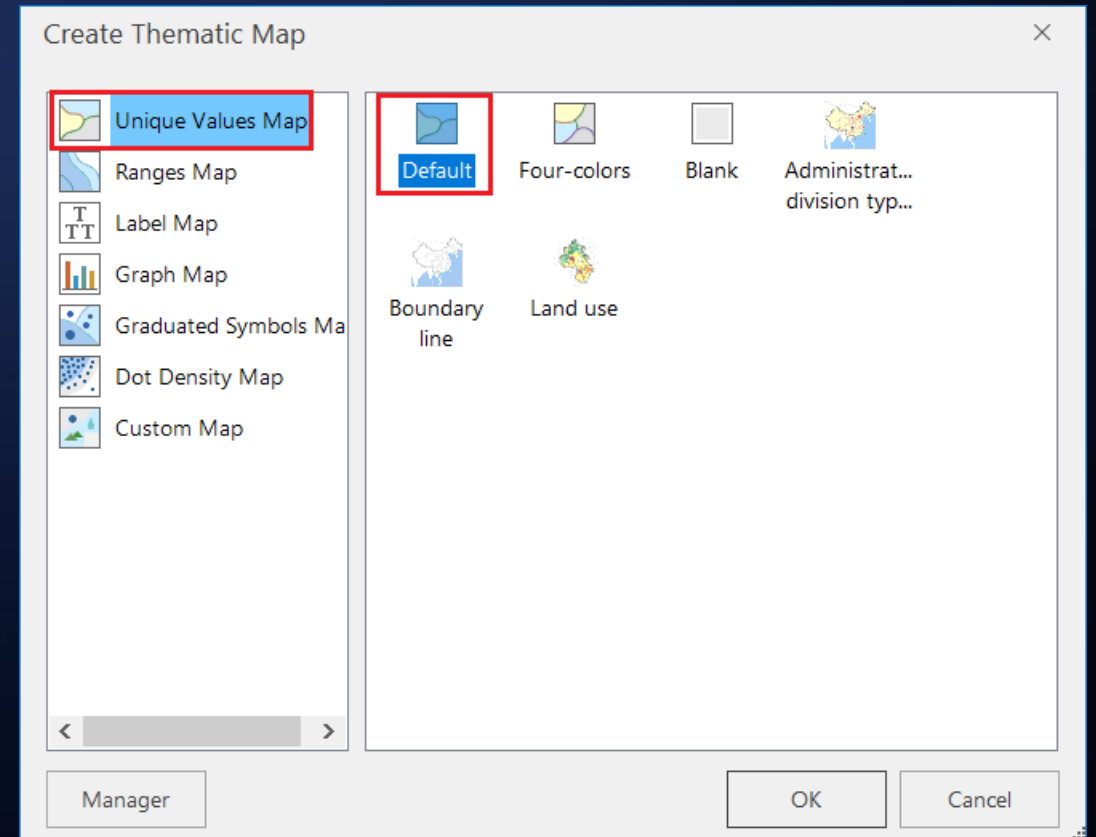 Create Thematic Map
Unique Values Map
Ranges Map
T
TT
Label Map
Graph Map
Graduated Symbols Ma
Dot Density Map
Custom Map
Default
Four-colors
Blank
Administrat...
division typ...
Boundary
line
Land use
Manager
OK
Cancel